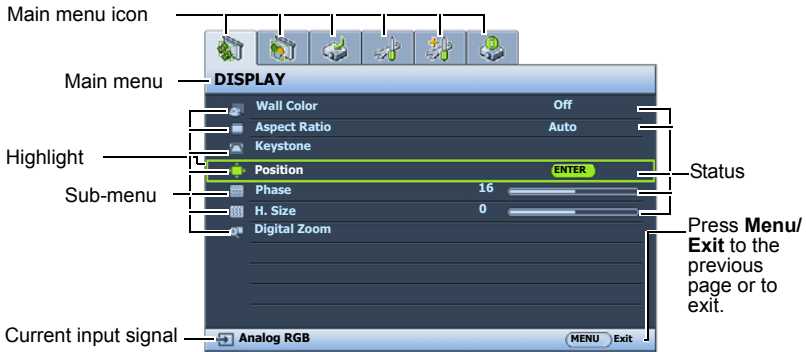 Main menu icon
Main menu
DISPLAY
Wall Color Off
Aspect Ratio Auto
Keystone
Highlight
Position ENTER
Status
Sub-menu
Phase 16
H. Size 0
Digital Zoom
Press Menu/
Exit to the
previous
page or to
exit.
Current input signal
Analog RGB
MENU Exit